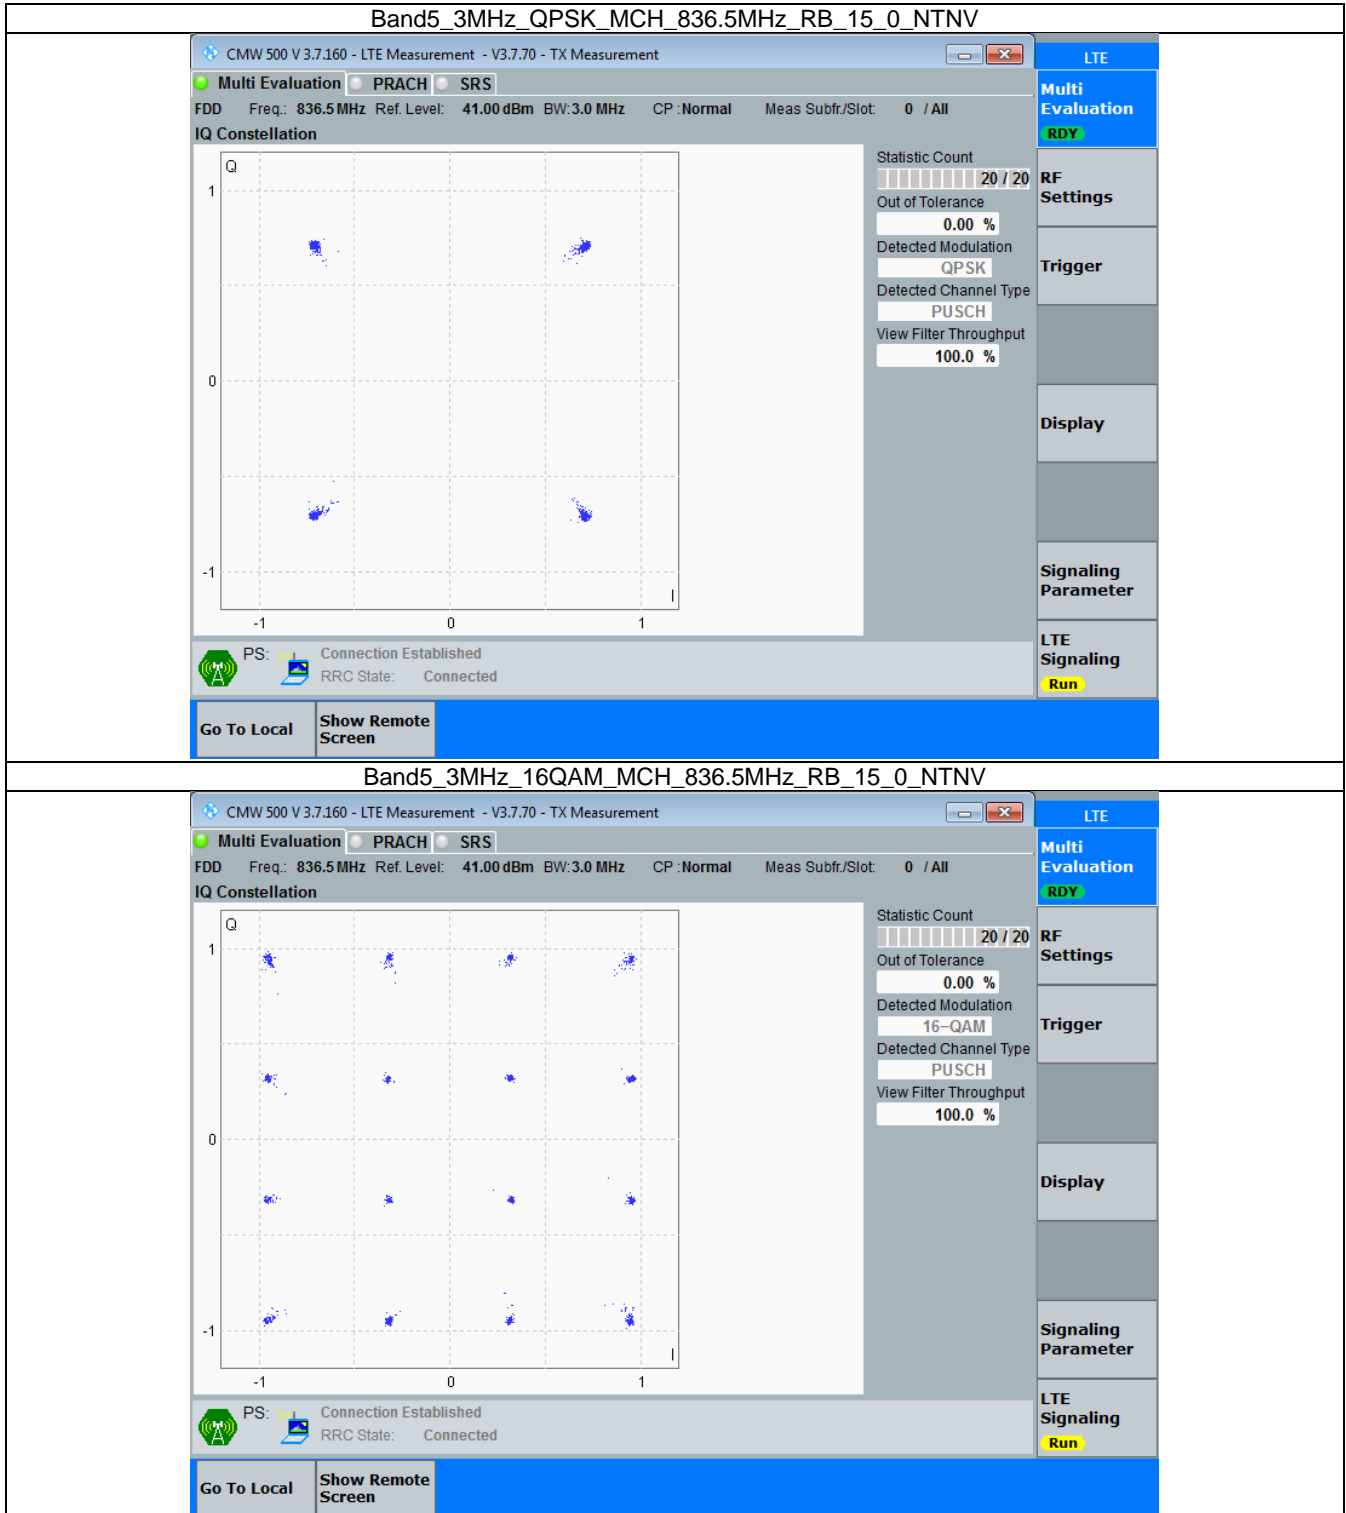 Band5_3MHz_QPSK_MCH_836.5MHz_RB_15_0_NTNV
CMW 500 V 3.7.160 - LTE Measurement - V3.7.70 - TX Measurement
LTE
Multi Evaluation PRACH SRS
Multi
Evaluation
RDY
FDD Freq.: 836.5 MHz Ref. Level: 41.00 dBm BW: 3.0 MHz CP : Normal Meas Subfr./Slot: 0 / All
IQ Constellation
Q
1
0
-1
I
-1 0 1
Statistic Count
20 / 20
Out of Tolerance
0.00 %
Detected Modulation
QPSK
Detected Channel Type
PUSCH
View Filter Throughput
100.0 %
RF
Settings
Trigger
Display
Signaling
Parameter
LTE
Signaling
Run
PS: Connection Established
RRC State: Connected
Go To Local
Show Remote
Screen
Band5_3MHz_16QAM_MCH_836.5MHz_RB_15_0_NTNV
CMW 500 V 3.7.160 - LTE Measurement - V3.7.70 - TX Measurement
LTE
Multi Evaluation PRACH SRS
Multi
Evaluation
RDY
FDD Freq.: 836.5 MHz Ref. Level: 41.00 dBm BW: 3.0 MHz CP : Normal Meas Subfr./Slot: 0 / All
IQ Constellation
Q
1
0
-1
I
-1 0 1
Statistic Count
20 / 20
Out of Tolerance
0.00 %
Detected Modulation
16-QAM
Detected Channel Type
PUSCH
View Filter Throughput
100.0 %
RF
Settings
Trigger
Display
Signaling
Parameter
LTE
Signaling
Run
PS: Connection Established
RRC State: Connected
Go To Local
Show Remote
Screen